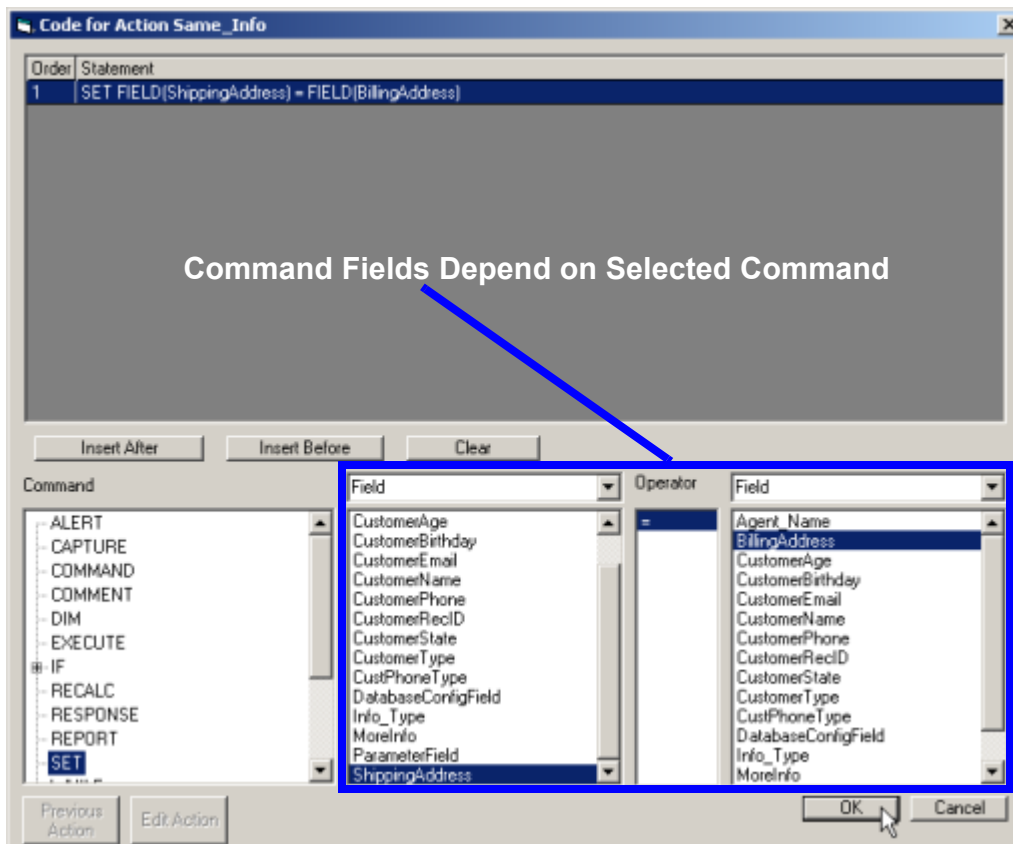 Code for Action Same_Info
Order Statement
1 SET FIELD(ShippingAddress) = FIELD(BillingAddress)
Command Fields Depend on Selected Command
Insert After Insert Before Clear
Command
Field
Operator
Field
ALERT
CAPTURE
COMMAND
COMMENT
DIM
EXECUTE
IF
RECALC
RESPONSE
REPORT
SET
CustomerAge
CustomerBirthday
CustomerEmail
CustomerName
CustomerPhone
CustomerRecID
CustomerState
CustomerType
CustPhoneType
DatabaseConfigField
Info_Type
MoreInfo
ParameterField
ShippingAddress
=
Agent_Name
BillingAddress
CustomerAge
CustomerBirthday
CustomerEmail
CustomerName
CustomerPhone
CustomerRecID
CustomerState
CustomerType
CustPhoneType
DatabaseConfigField
Info_Type
MoreInfo
Previous
Action
Edit Action
OK
Cancel